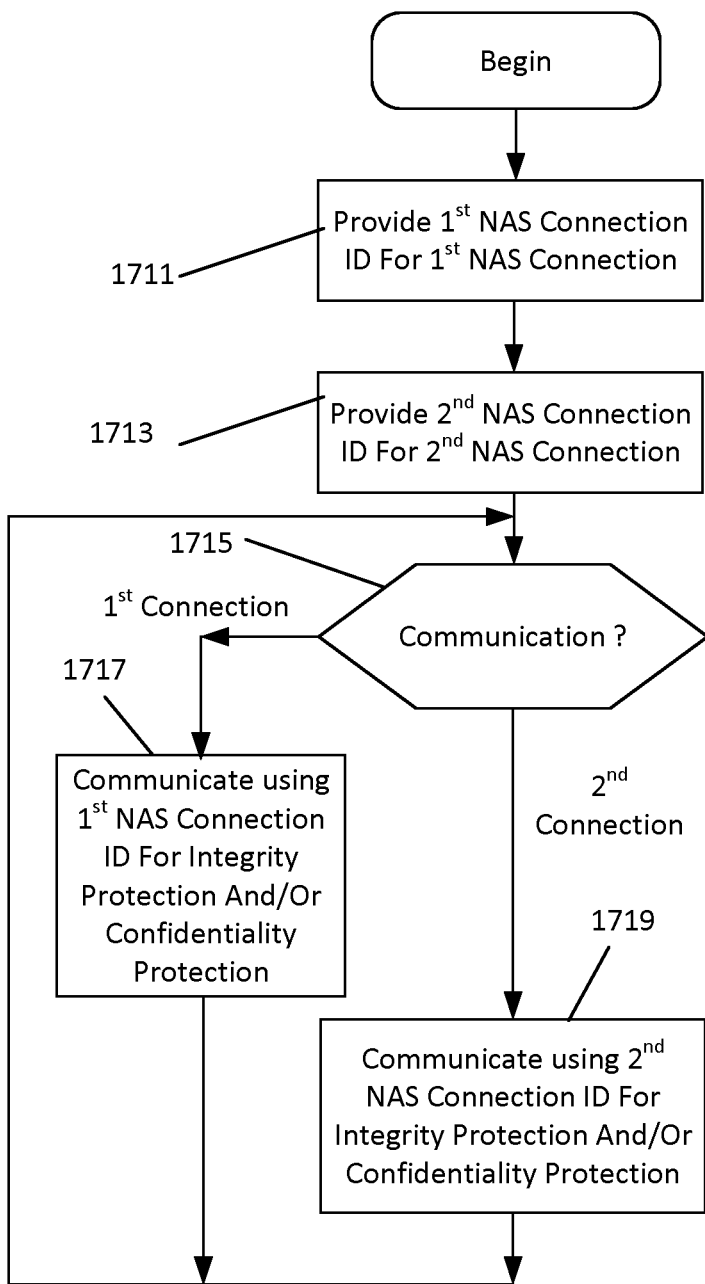 Begin
Provide 1st NAS Connection
ID For 1st NAS Connection
1711
Provide 2nd NAS Connection
ID For 2nd NAS Connection
1713
1715
1st Connection
Communication ?
1717
Communicate using
1st NAS Connection
ID For Integrity
Protection And/Or
Confidentiality
Protection
2nd
Connection
1719
Communicate using 2nd
NAS Connection ID For
Integrity Protection And/Or
Confidentiality Protection